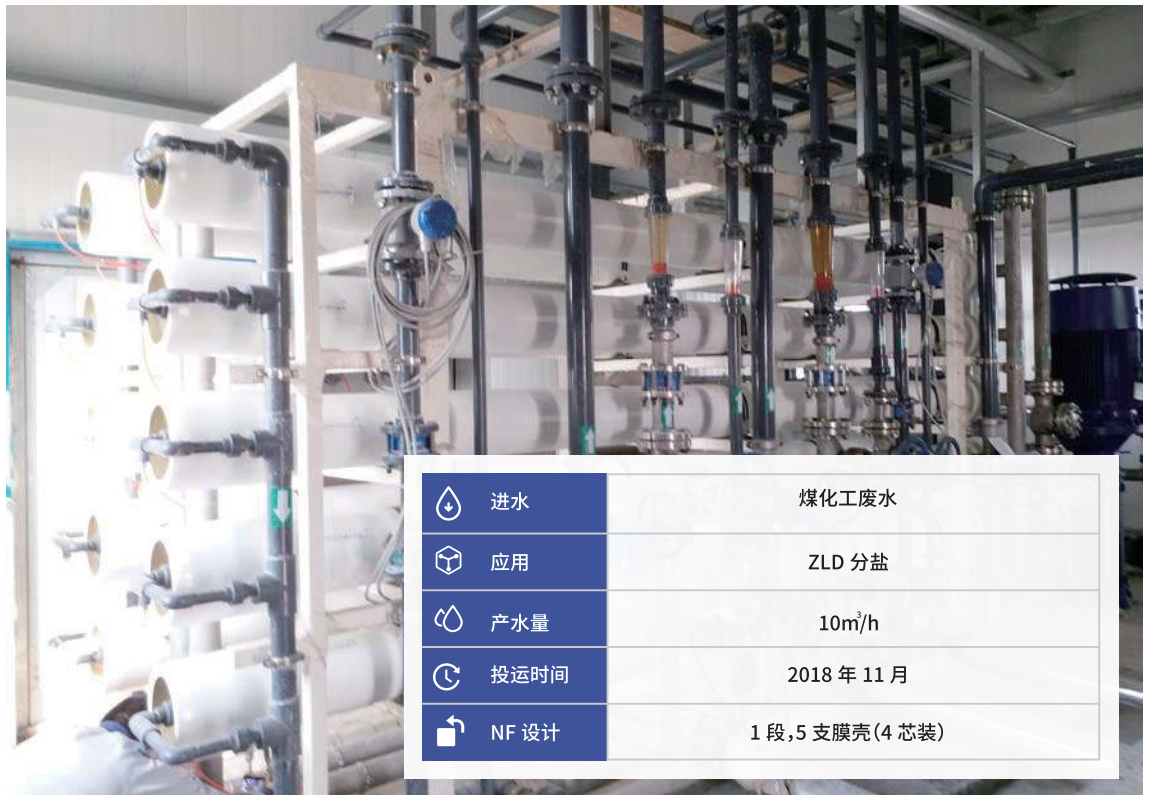 进水 煤化工废水
应用 ZLD 分盐
产水量 10m³/h
投运时间 2018 年 11 月
NF 设计 1 段，5 支膜壳（4 芯装）